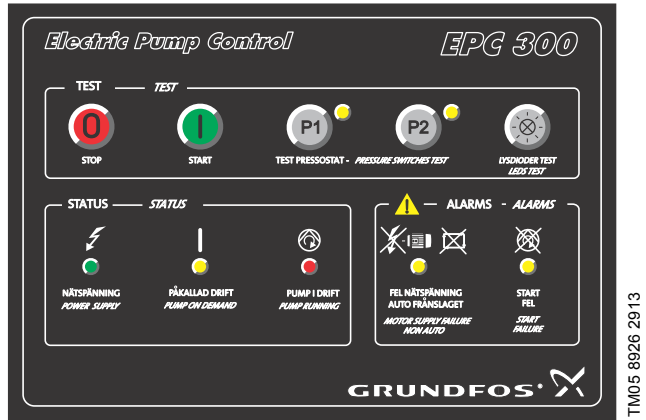 Electric Pump Control
EPC 300
TEST TEST
0
I
P1
P2
STOP
START
TEST PRESSOSTAT - PRESSURE SWITCHES TEST
LYSDIODER TEST
LEDS TEST
STATUS STATUS
NÄTSPÄNNING
POWER SUPPLY
PÅKALLAD DRIFT
PUMP ON DEMAND
PUMP I DRIFT
PUMP RUNNING
ALARMS - ALARMS
FEL NÄTSPÄNNING
AUTO FRÅNSLAGET
MOTOR SUPPLY FAILURE
NON AUTO
START
FEL
START
FAILURE
GRUNDFOS
TM05 8926 2913